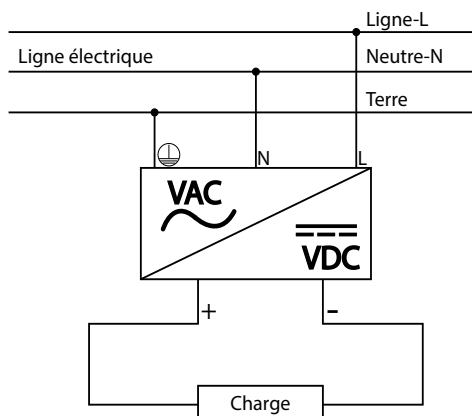 Ligne-L
Ligne électrique
Neutre-N
Terre
N
L
VAC
VDC
+
-
Charge